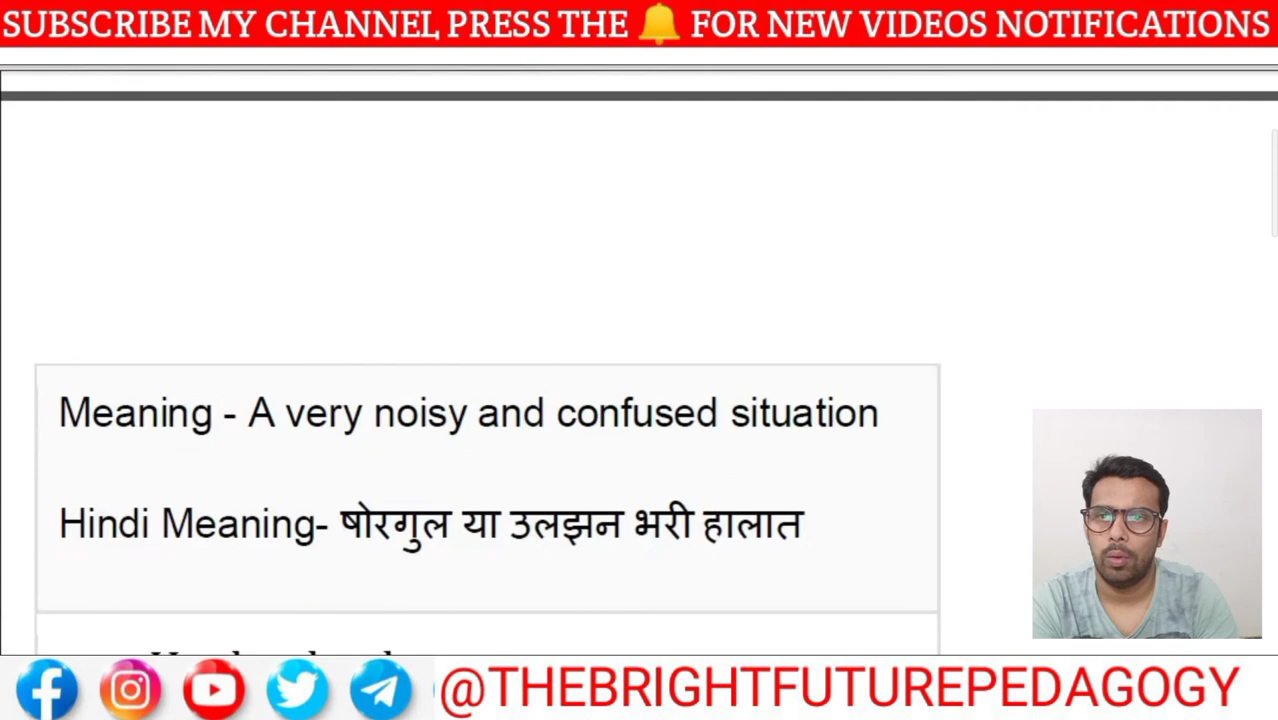 SUBSCRIBE MY CHANNEL, PRESS THE 🔔 FOR NEW VIDEOS NOTIFICATIONS
Meaning - A very noisy and confused situation
Hindi Meaning- षोरगुल या उलझन भरी हालात
@THEBRIGHTFUTUREPEDAGOGY